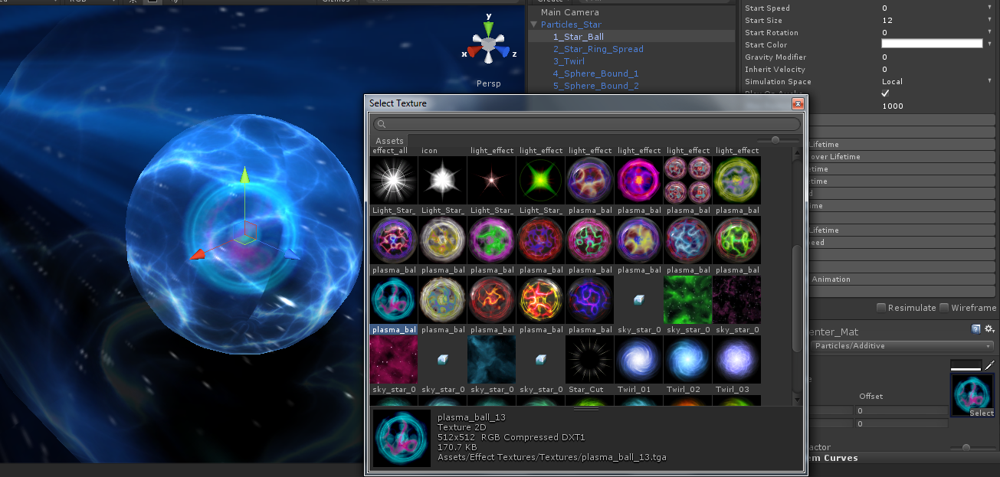 RGB
Gizmos
Create
y
x
z
Persp
Main Camera
Particles_Star
1_Star_Ball
2_Star_Ring_Spread
3_Twirl
4_Sphere_Bound_1
5_Sphere_Bound_2
Start Speed 0
Start Size 12
Start Rotation 0
Start Color
Gravity Modifier 0
Inherit Velocity 0
Simulation Space Local
1000
Select Texture
Assets
effect_all icon light_effect light_effect light_effect light_effect light_effect light_effect
Light_Star_ Light_Star_ Light_Star_ Light_Star_ plasma_bal plasma_bal plasma_bal plasma_bal
plasma_bal plasma_bal plasma_bal plasma_bal plasma_bal plasma_bal plasma_bal plasma_bal
plasma_bal plasma_bal plasma_bal plasma_bal plasma_bal sky_star_0 sky_star_0 sky_star_0
sky_star_0 sky_star_0 sky_star_0 sky_star_0 Star_Cut Twirl_01 Twirl_02 Twirl_03
plasma_ball_13
Texture 2D
512x512 RGB Compressed DXT1
170.7 KB
Assets/Effect Textures/Textures/plasma_ball_13.tga
Lifetime
over Lifetime
time
time
d
ime
Lifetime
eed
Animation
Resimulate Wireframe
enter_Mat
Particles/Additive
e
Offset
0
0
Select
actor
em Curves